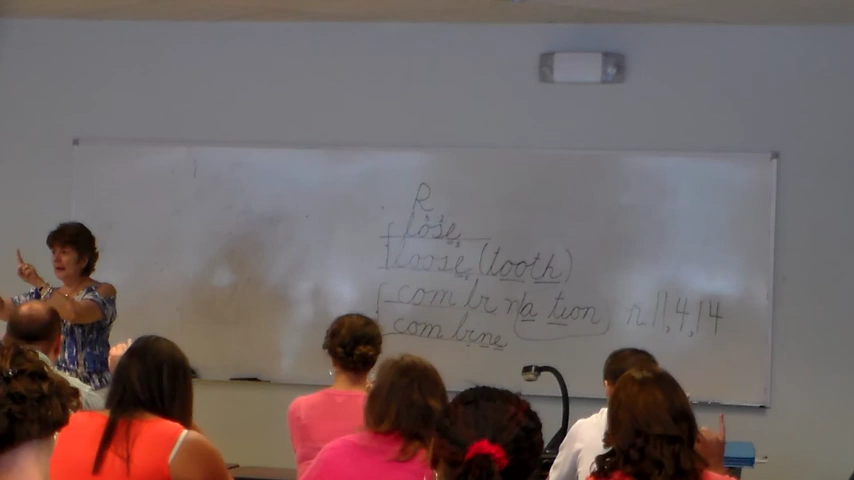 R
lose
loose (tooth)
com bi na tion r 11, 4, 14
com bine